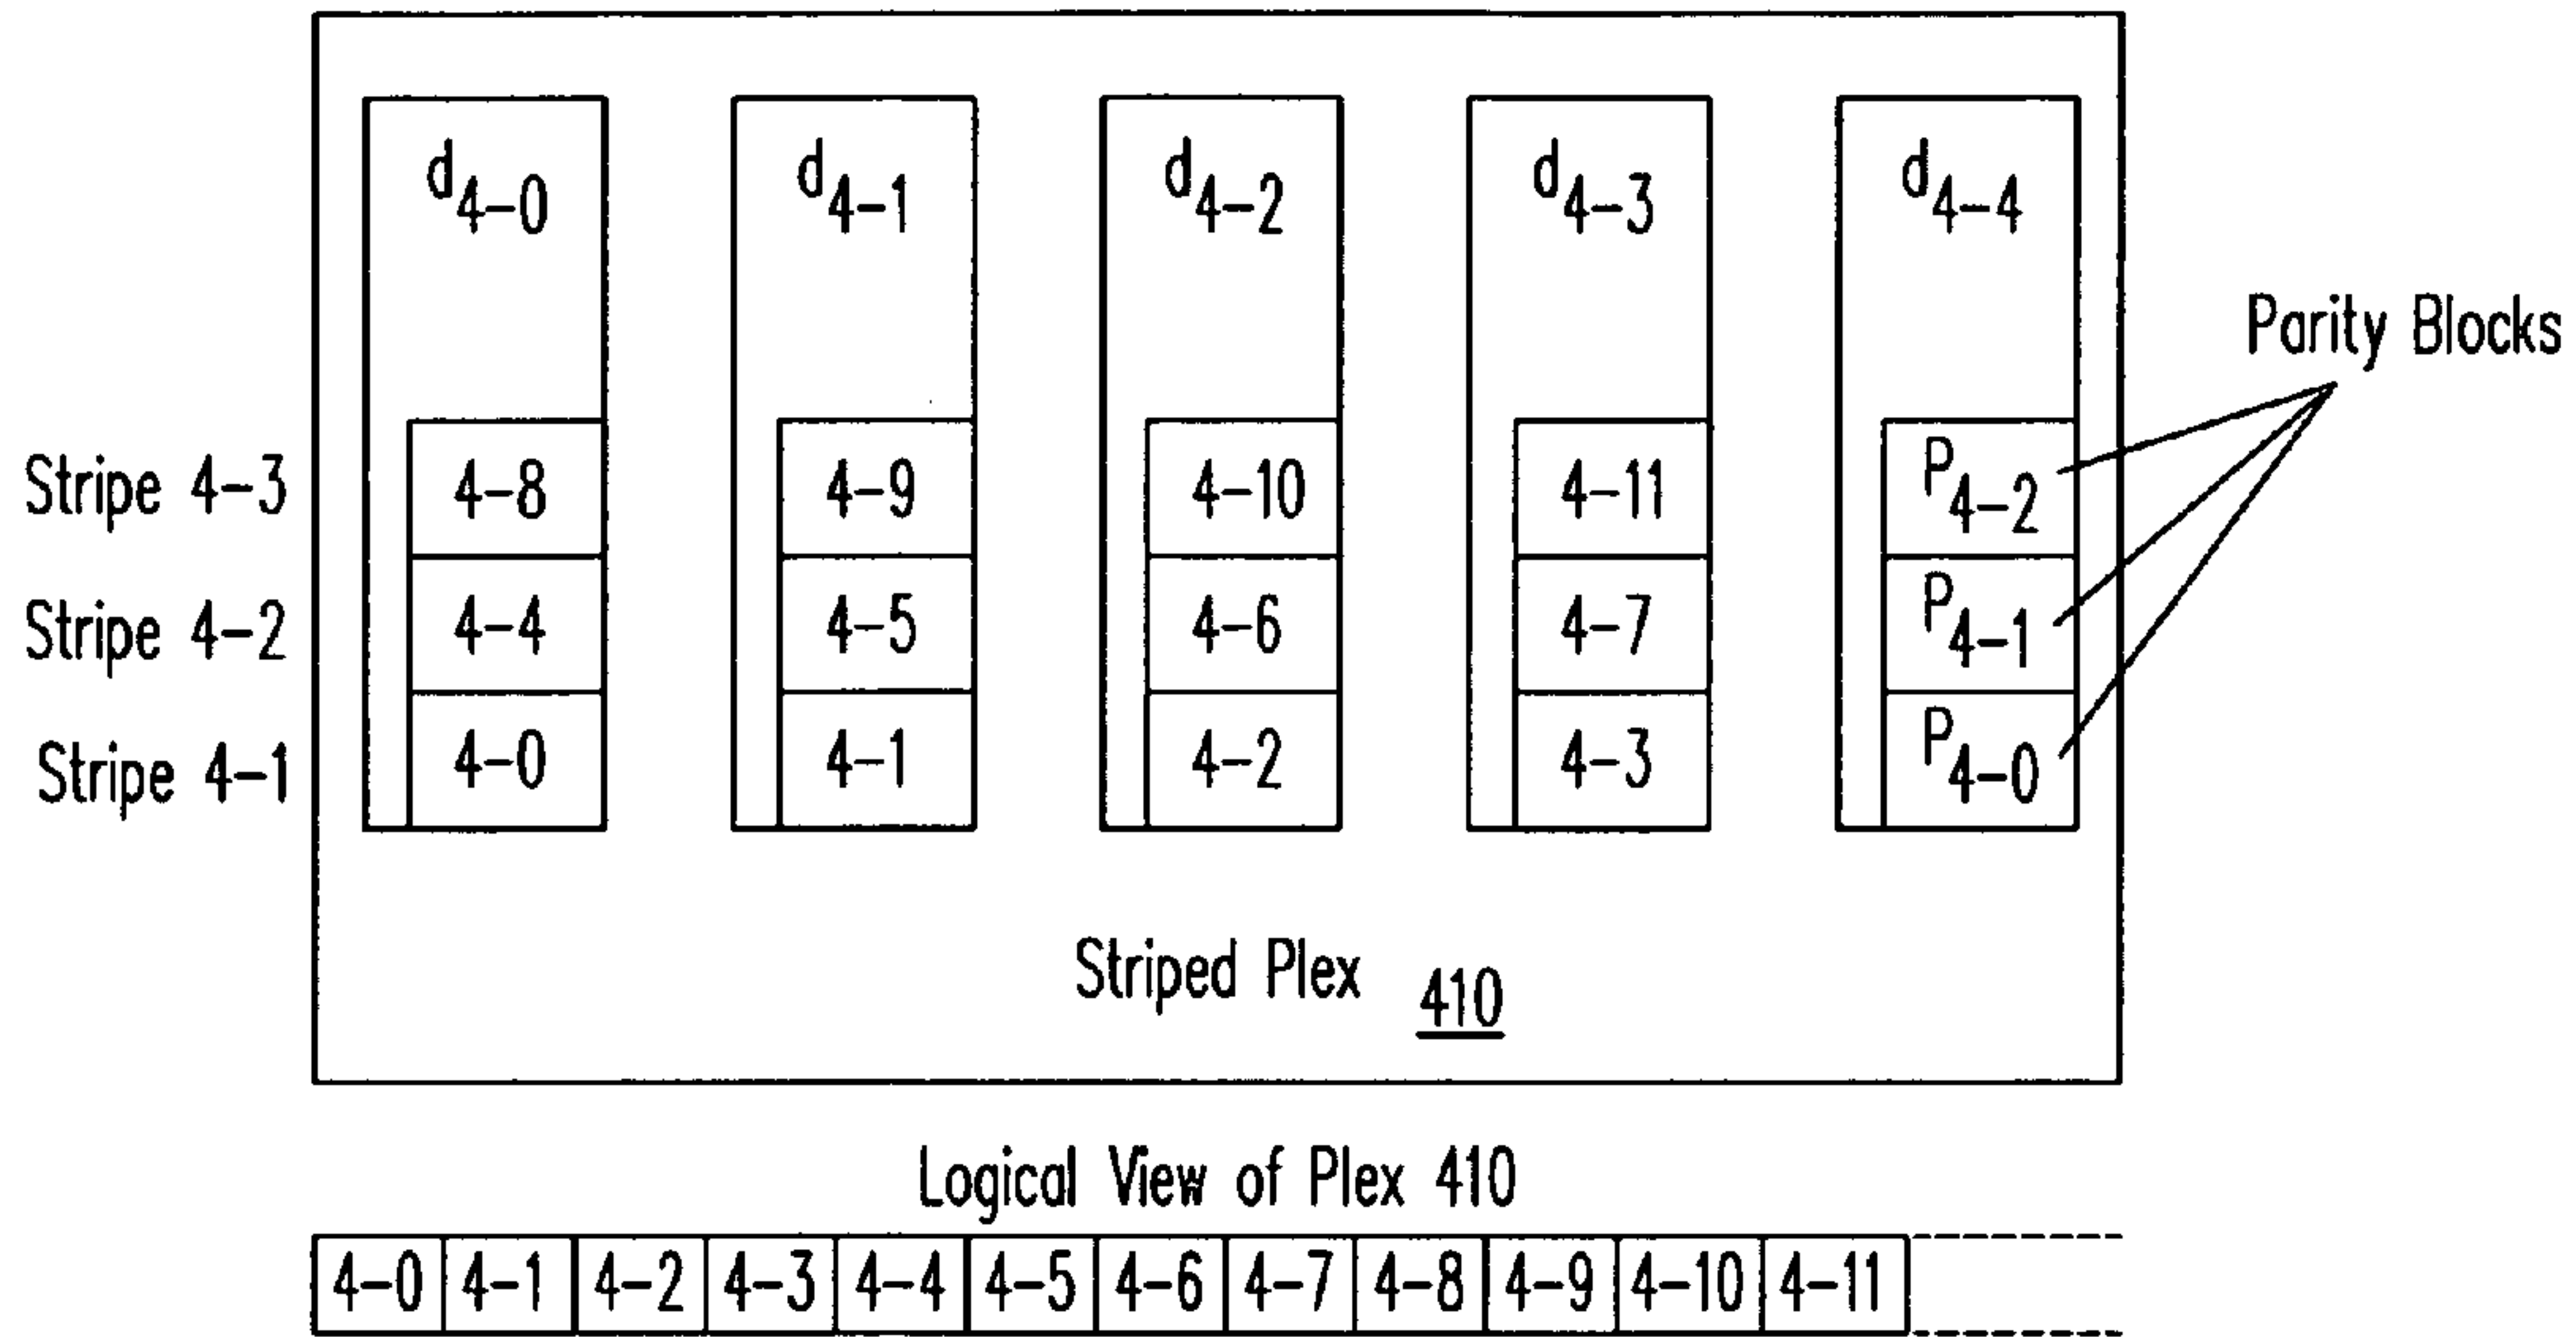 d4-0 d4-1 d4-2 d4-3 d4-4
Parity Blocks
Stripe 4-3 4-8 4-9 4-10 4-11 P4-2
Stripe 4-2 4-4 4-5 4-6 4-7 P4-1
Stripe 4-1 4-0 4-1 4-2 4-3 P4-0
Striped Plex 410
Logical View of Plex 410
4-0 4-1 4-2 4-3 4-4 4-5 4-6 4-7 4-8 4-9 4-10 4-11